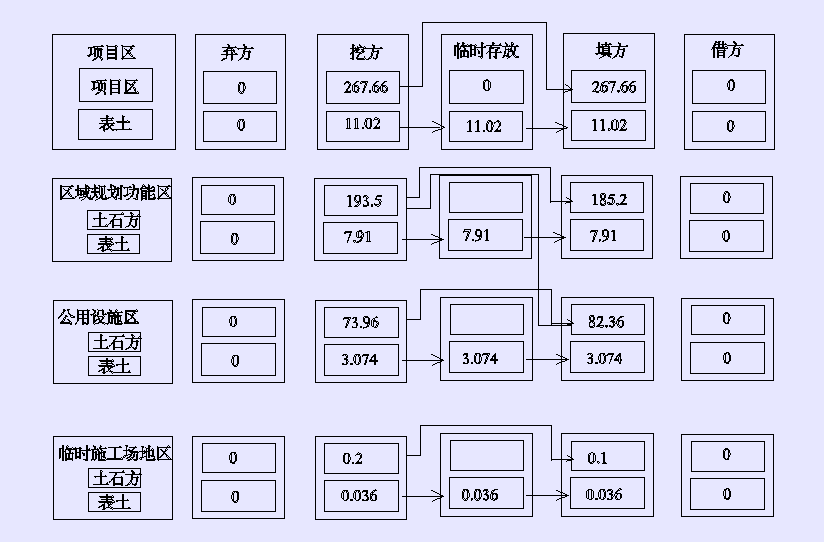 项目区 弃方 挖方 临时存放 填方 借方
项目区 0 267.66 0 267.66 0
表土 0 11.02 11.02 11.02 0
区域规划功能区 0 193.5 185.2 0
土石方
表土 0 7.91 7.91 7.91 0
公用设施区 0 73.96 82.36 0
土石方
表土 0 3.074 3.074 3.074 0
临时施工场地区 0 0.2 0.1 0
土石方
表土 0 0.036 0.036 0.036 0